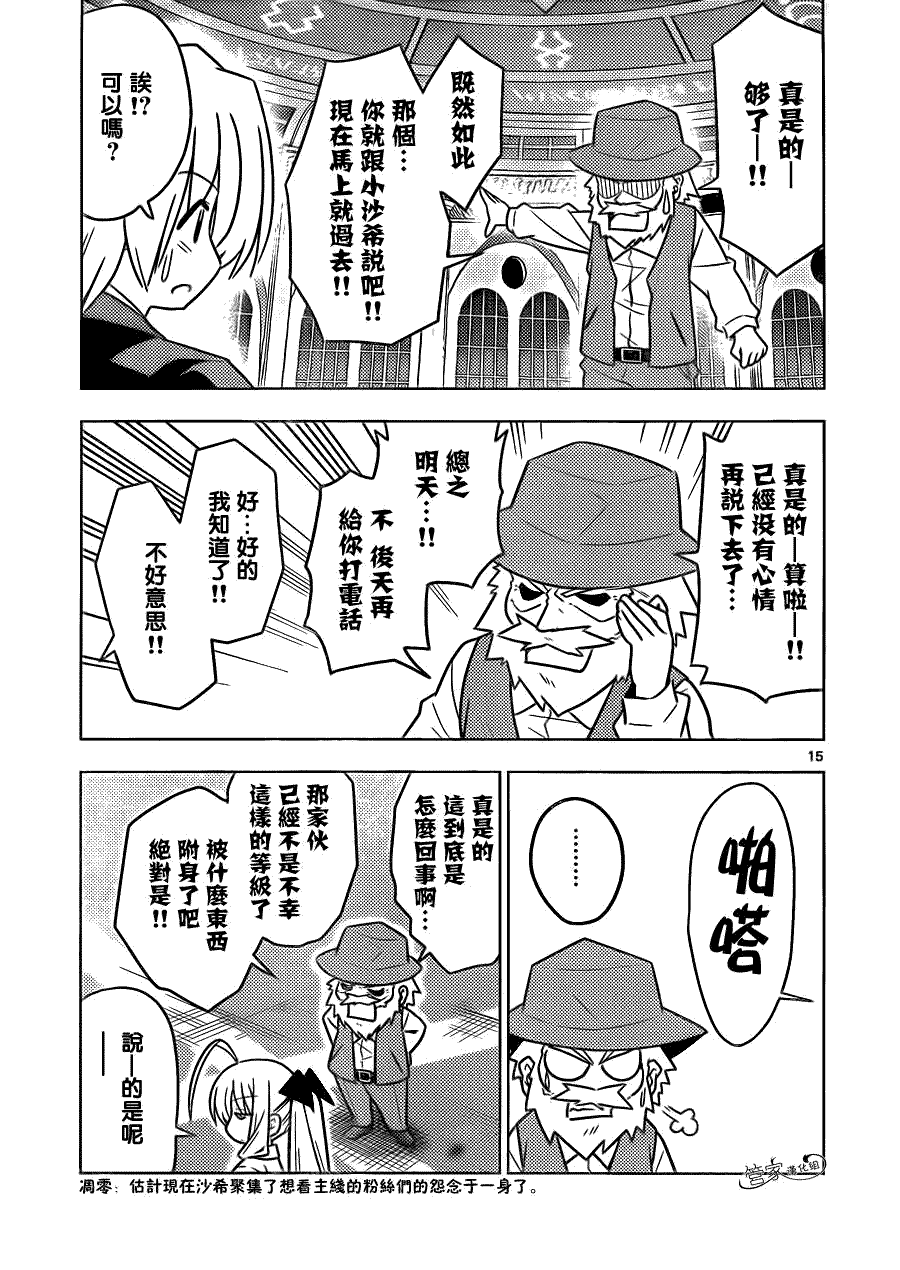 真是的—
够了—!!
既然如此
那個…
你就跟小沙希説吧!!
現在馬上就過去!!
誒!?
可以嗎?
真是的—算啦—!!
己經没有心情
再説下去了…
總之
明天…!!
不 後天再
給你打電話
好…好的
我知道了!!
不好意思!!
15
啪
嗒
………
真是的
這到底是
怎麼回事啊…
那家伙
己經不是不幸
這樣的等級了
被什麼東西
附身了吧
絕對是!!
說—的是呢
—
管家漢化組
凋零：估計現在沙希聚集了想看主綫的粉絲們的怨念于一身了。